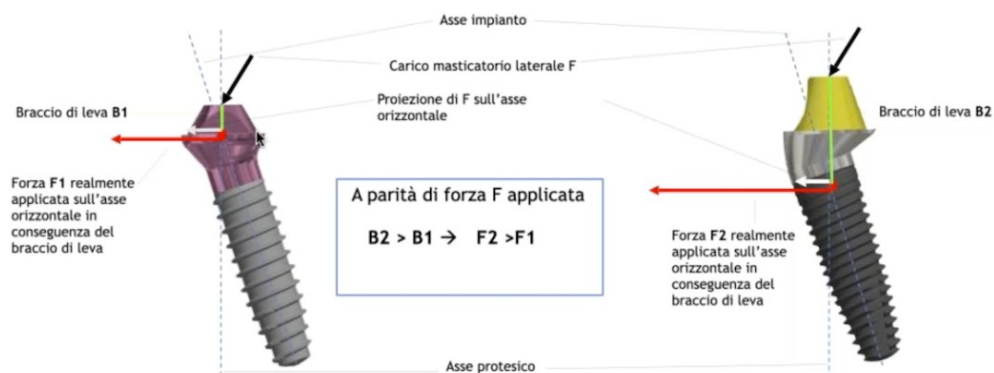 Asse impianto
Carico masticatorio laterale F
Proiezione di F sull'asse
orizzontale
Braccio di leva B1
Braccio di leva B2
Forza F1 realmente
applicata sull'asse
orizzontale in
conseguenza del
braccio di leva
A parità di forza F applicata
B2 > B1 → F2 >F1
Forza F2 realmente
applicata sull'asse
orizzontale in
conseguenza del
braccio di leva
Asse protesico